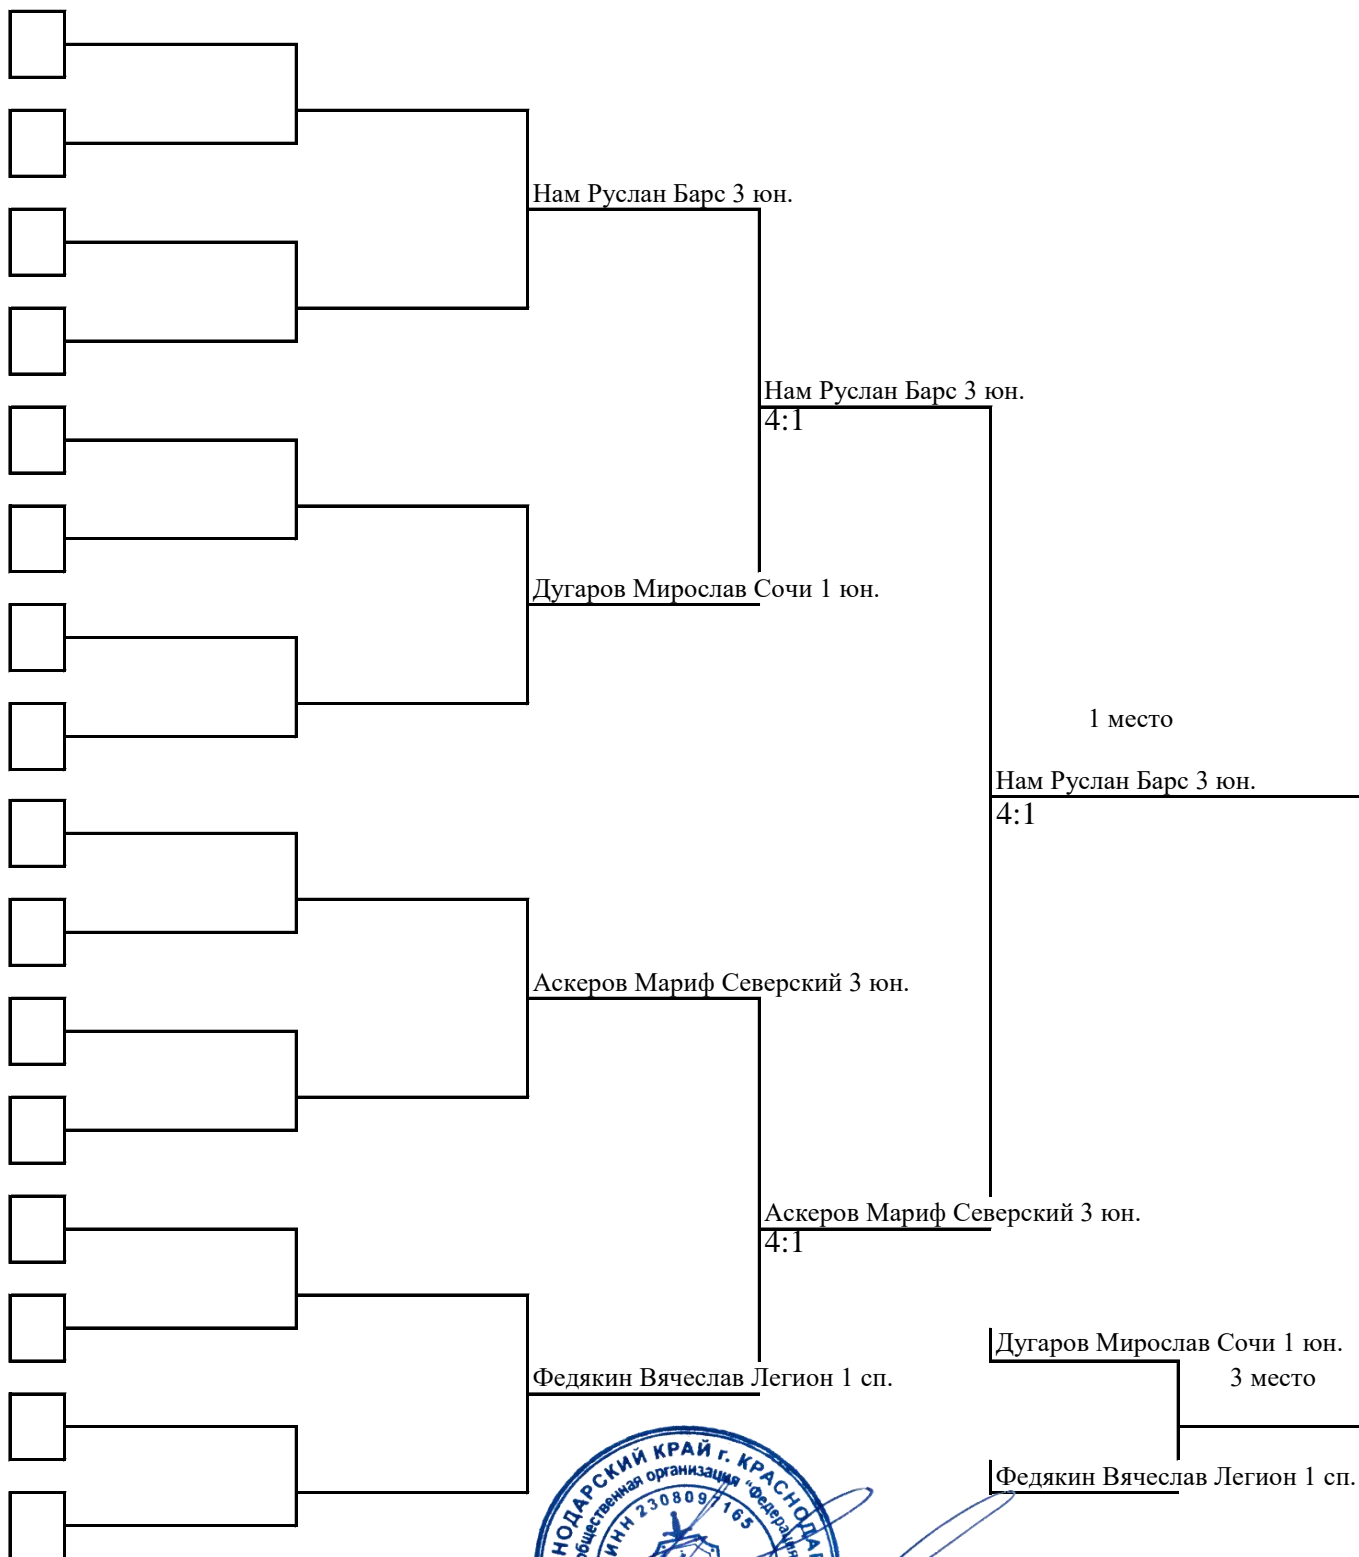 Нам Руслан Барс 3 юн.
Нам Руслан Барс 3 юн.
4:1
Дугаров Мирослав Сочи 1 юн.
1 место
Нам Руслан Барс 3 юн.
4:1
Аскеров Мариф Северский 3 юн.
Аскеров Мариф Северский 3 юн.
4:1
Дугаров Мирослав Сочи 1 юн.
Федякин Вячеслав Легион 1 сп.
3 место
Федякин Вячеслав Легион 1 сп.
КРАЙ г.
общественная организация "Федерация
ИНН 2308097165